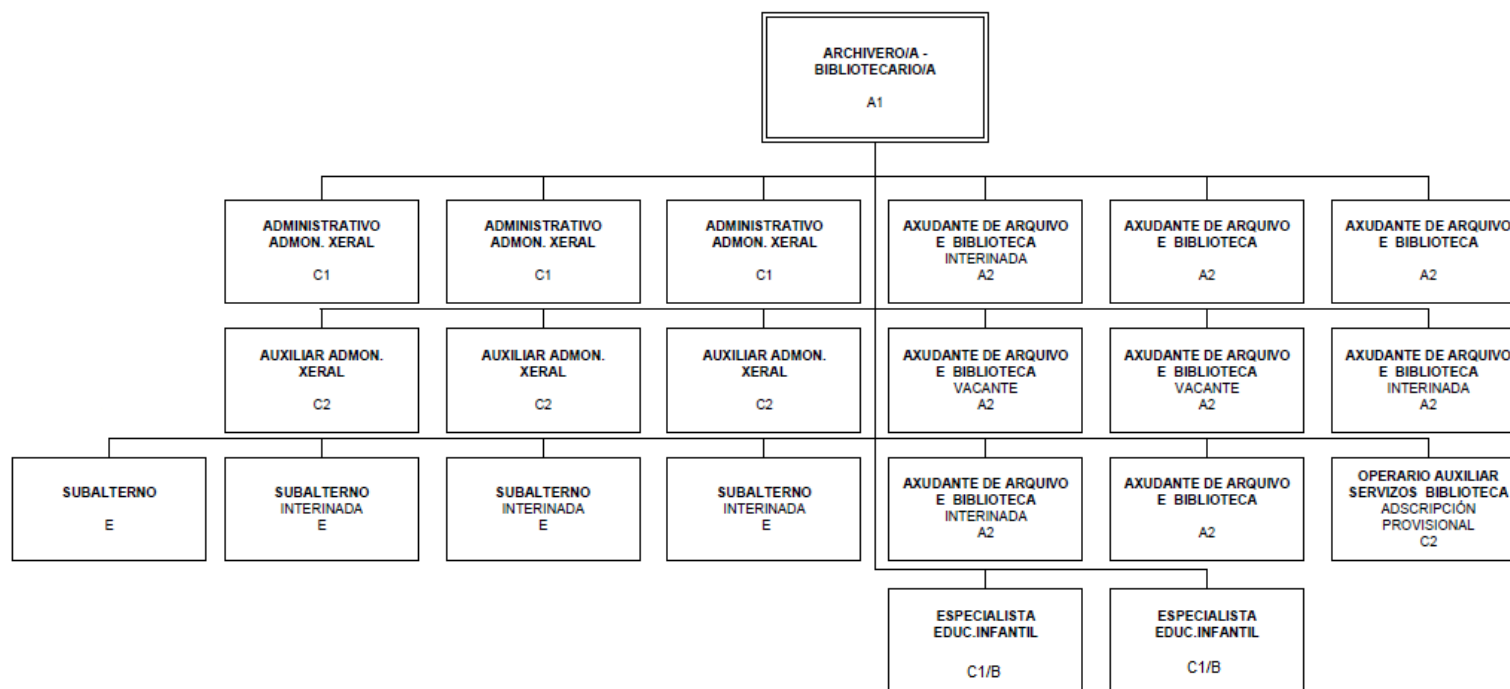 ARCHIVERO/A -
BIBLIOTECARIO/A
A1
ADMINISTRATIVO
ADMON. XERAL
C1
ADMINISTRATIVO
ADMON. XERAL
C1
ADMINISTRATIVO
ADMON. XERAL
C1
AXUDANTE DE ARQUIVO
E BIBLIOTECA
INTERINADA
A2
AXUDANTE DE ARQUIVO
E BIBLIOTECA
A2
AXUDANTE DE ARQUIVO
E BIBLIOTECA
A2
AUXILIAR ADMON.
XERAL
C2
AUXILIAR ADMON.
XERAL
C2
AUXILIAR ADMON.
XERAL
C2
AXUDANTE DE ARQUIVO
E BIBLIOTECA
VACANTE
A2
AXUDANTE DE ARQUIVO
E BIBLIOTECA
VACANTE
A2
AXUDANTE DE ARQUIVO
E BIBLIOTECA
INTERINADA
A2
SUBALTERNO
E
SUBALTERNO
INTERINADA
E
SUBALTERNO
INTERINADA
E
SUBALTERNO
INTERINADA
E
AXUDANTE DE ARQUIVO
E BIBLIOTECA
INTERINADA
A2
AXUDANTE DE ARQUIVO
E BIBLIOTECA
A2
OPERARIO AUXILIAR
SERVIZOS BIBLIOTECA
ADSCRIPCIÓN
PROVISIONAL
C2
ESPECIALISTA
EDUC.INFANTIL
C1/B
ESPECIALISTA
EDUC.INFANTIL
C1/B